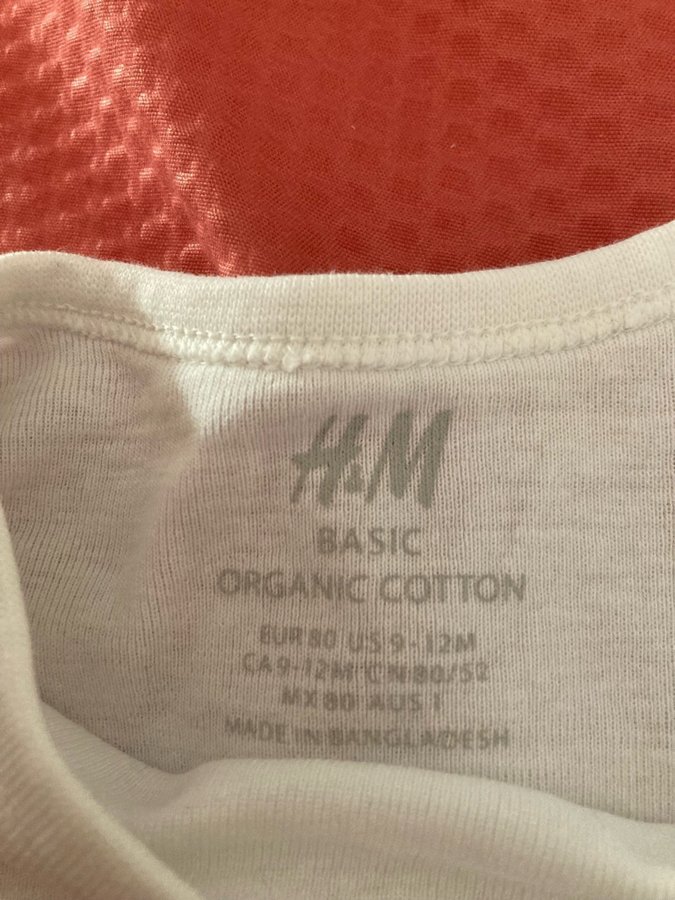 H&M
BASIC
ORGANIC COTTON
EUR 80 US 9-12M
CA 9-12M CN 80/52
MX 80 AUS 1
MADE IN BANGLADESH